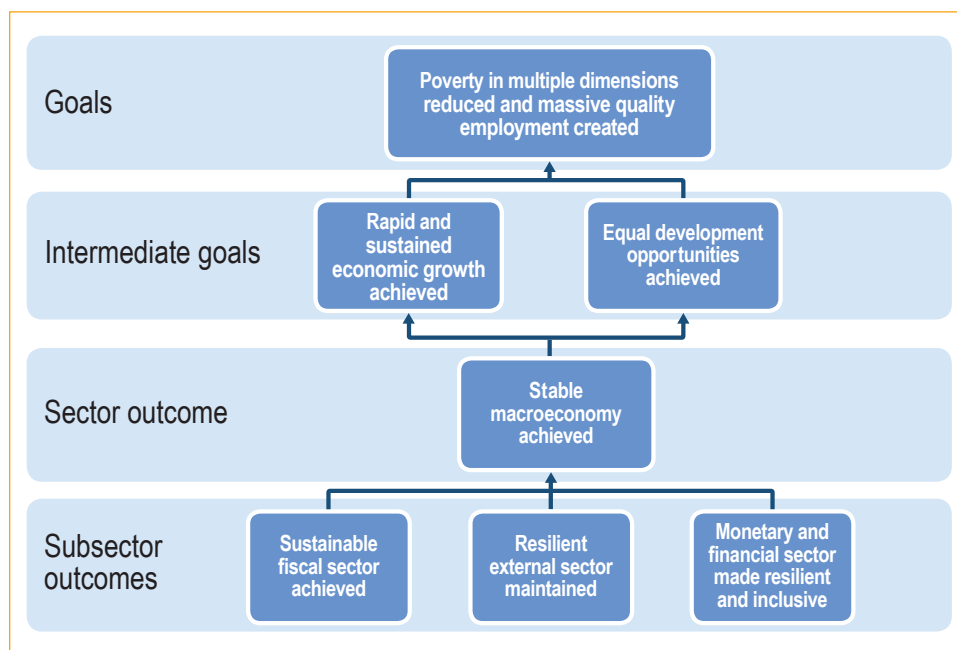 Goals
Poverty in multiple dimensions
reduced and massive quality
employment created
Intermediate goals
Rapid and
sustained
economic growth
achieved
Equal development
opportunities
achieved
Sector outcome
Stable
macroeconomy
achieved
Subsector
outcomes
Sustainable
fiscal sector
achieved
Resilient
external sector
maintained
Monetary and
financial sector
made resilient
and inclusive